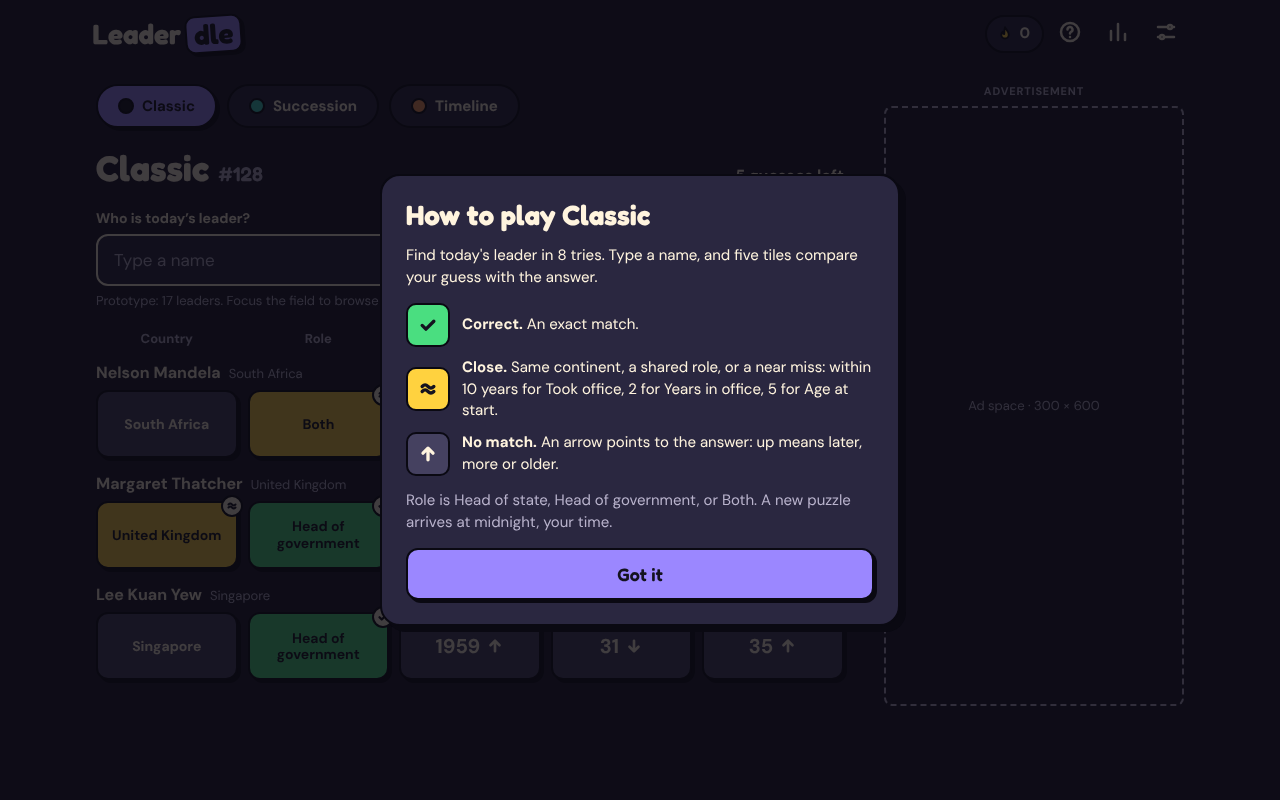 Leader dle
0
Classic
Succession
Timeline
ADVERTISEMENT
Classic #128
5 guesses left
Who is today's leader?
Type a name
Prototype: 17 leaders. Focus the field to browse
Country
Role
Nelson Mandela South Africa
South Africa
Both
Margaret Thatcher United Kingdom
United Kingdom
Head of
government
Lee Kuan Yew Singapore
Singapore
Head of
government
1959 ↑
31 ↓
35 ↑
How to play Classic
Find today's leader in 8 tries. Type a name, and five tiles compare
your guess with the answer.
Correct. An exact match.
Close. Same continent, a shared role, or a near miss: within
10 years for Took office, 2 for Years in office, 5 for Age at
start.
No match. An arrow points to the answer: up means later,
more or older.
Role is Head of state, Head of government, or Both. A new puzzle
arrives at midnight, your time.
Got it
Ad space · 300 × 600